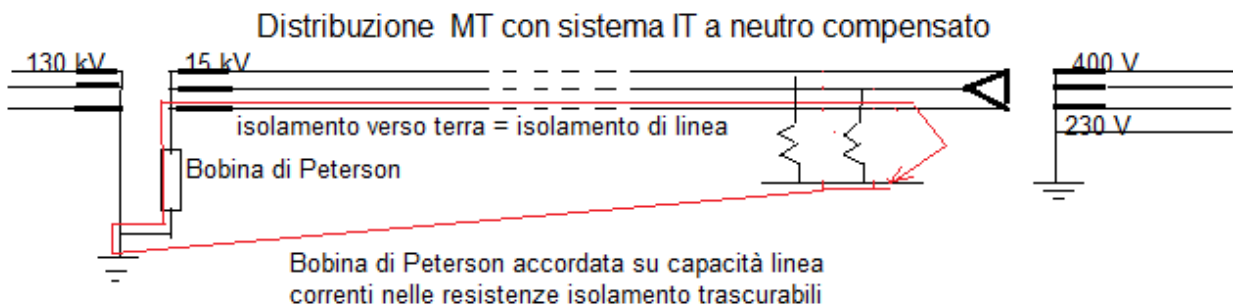 Distribuzione MT con sistema IT a neutro compensato
130 kV
15 kV
400 V
isolamento verso terra = isolamento di linea
230 V
Bobina di Peterson
Bobina di Peterson accordata su capacità linea
correnti nelle resistenze isolamento trascurabili